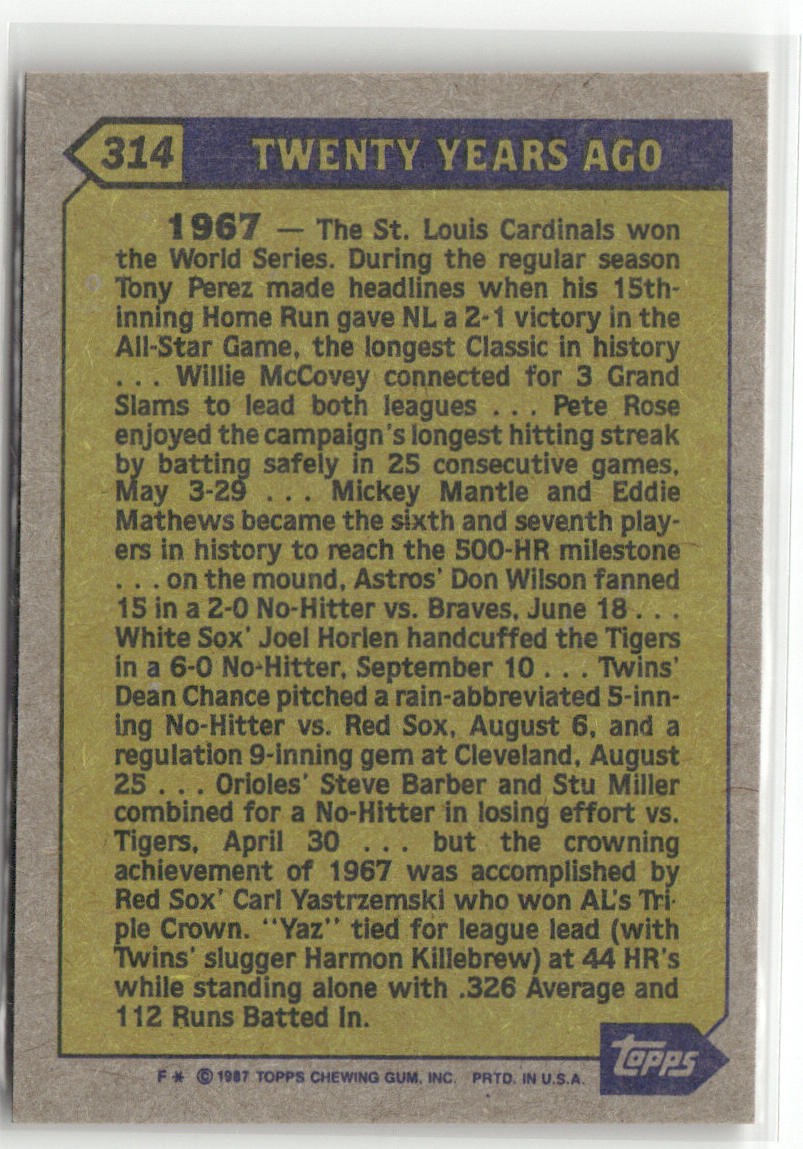 314 TWENTY YEARS AGO
1967 — The St. Louis Cardinals won
the World Series. During the regular season
Tony Perez made headlines when his 15th-
inning Home Run gave NL a 2-1 victory in the
All-Star Game, the longest Classic in history
. . . Willie McCovey connected for 3 Grand
Slams to lead both leagues . . . Pete Rose
enjoyed the campaign's longest hitting streak
by batting safely in 25 consecutive games,
May 3-29 . . . Mickey Mantle and Eddie
Mathews became the sixth and seventh play-
ers in history to reach the 500-HR milestone
. . . on the mound, Astros' Don Wilson fanned
15 in a 2-0 No-Hitter vs. Braves, June 18 . . .
White Sox' Joel Horlen handcuffed the Tigers
in a 6-0 No-Hitter, September 10 . . . Twins'
Dean Chance pitched a rain-abbreviated 5-inn-
ing No-Hitter vs. Red Sox, August 6, and a
regulation 9-inning gem at Cleveland, August
25 . . . Orioles' Steve Barber and Stu Miller
combined for a No-Hitter in losing effort vs.
Tigers, April 30 . . . but the crowning
achievement of 1967 was accomplished by
Red Sox' Carl Yastrzemski who won AL's Tri-
ple Crown. "Yaz" tied for league lead (with
Twins' slugger Harmon Killebrew) at 44 HR's
while standing alone with .326 Average and
112 Runs Batted In.
topps
F * © 1987 TOPPS CHEWING GUM, INC. PRTD. IN U.S.A.